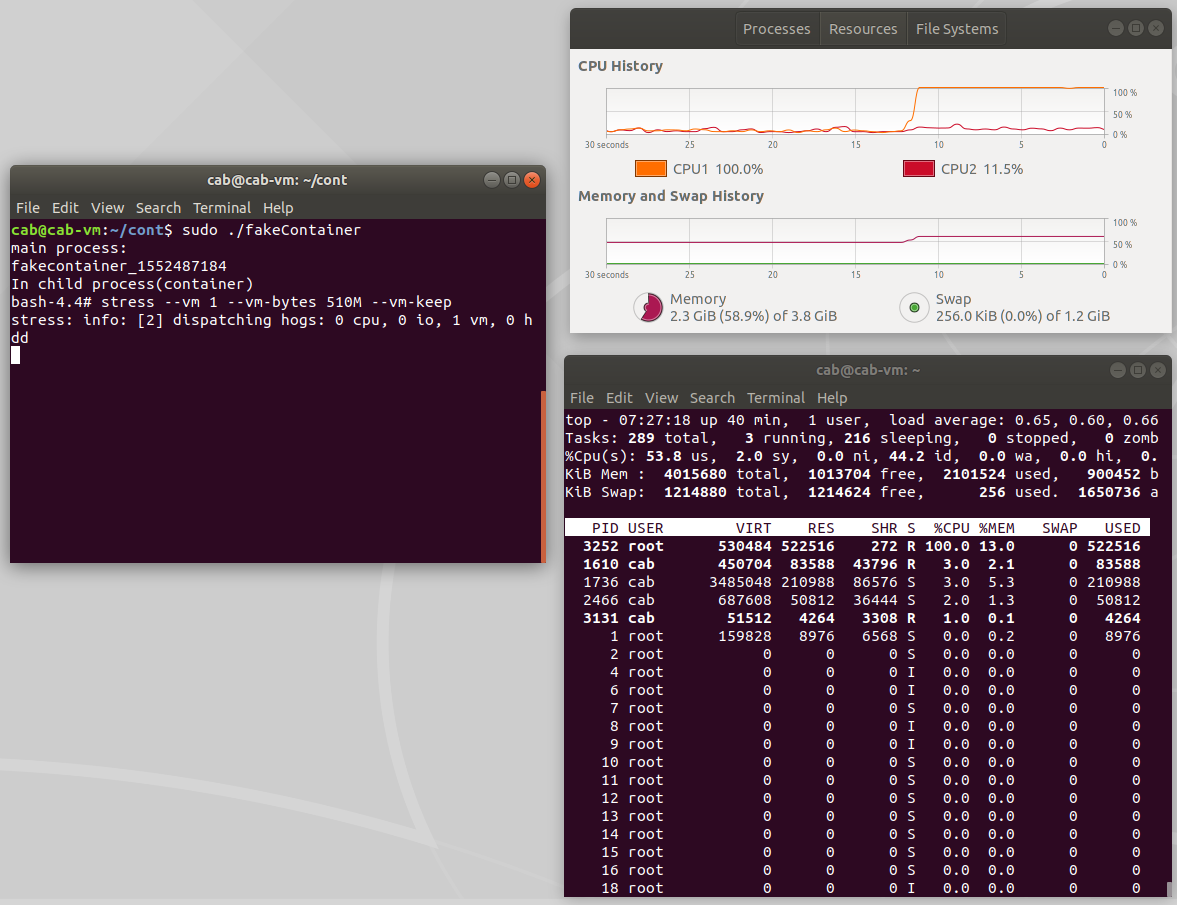 cab@cab-vm: ~/cont
File Edit View Search Terminal Help
cab@cab-vm:~/cont$ sudo ./fakeContainer
main process:
fakecontainer_1552487184
In child process(container)
bash-4.4# stress --vm 1 --vm-bytes 510M --vm-keep
stress: info: [2] dispatching hogs: 0 cpu, 0 io, 1 vm, 0 h
dd
Processes Resources File Systems
CPU History
100 %
50 %
0 %
30 seconds 25 20 15 10 5 0
CPU1 100.0% CPU2 11.5%
Memory and Swap History
100 %
50 %
0 %
30 seconds 25 20 15 10 5 0
Memory
2.3 GiB (58.9%) of 3.8 GiB
Swap
256.0 KiB (0.0%) of 1.2 GiB
cab@cab-vm: ~
File Edit View Search Terminal Help
top - 07:27:18 up 40 min,  1 user,  load average: 0.65, 0.60, 0.66
Tasks: 289 total,   3 running, 216 sleeping,   0 stopped,   0 zomb
%Cpu(s): 53.8 us,  2.0 sy,  0.0 ni, 44.2 id,  0.0 wa,  0.0 hi,  0.
KiB Mem :  4015680 total,  1013704 free,  2101524 used,   900452 b
KiB Swap:  1214880 total,  1214624 free,      256 used.  1650736 a
PID USER VIRT RES SHR S %CPU %MEM SWAP USED
3252 root 530484 522516 272 R 100.0 13.0 0 522516
1610 cab 450704 83588 43796 R 3.0 2.1 0 83588
1736 cab 3485048 210988 86576 S 3.0 5.3 0 210988
2466 cab 687608 50812 36444 S 2.0 1.3 0 50812
3131 cab 51512 4264 3308 R 1.0 0.1 0 4264
1 root 159828 8976 6568 S 0.0 0.2 0 8976
2 root 0 0 0 S 0.0 0.0 0 0
4 root 0 0 0 I 0.0 0.0 0 0
6 root 0 0 0 I 0.0 0.0 0 0
7 root 0 0 0 S 0.0 0.0 0 0
8 root 0 0 0 I 0.0 0.0 0 0
9 root 0 0 0 I 0.0 0.0 0 0
10 root 0 0 0 S 0.0 0.0 0 0
11 root 0 0 0 S 0.0 0.0 0 0
12 root 0 0 0 S 0.0 0.0 0 0
13 root 0 0 0 S 0.0 0.0 0 0
14 root 0 0 0 S 0.0 0.0 0 0
15 root 0 0 0 S 0.0 0.0 0 0
16 root 0 0 0 S 0.0 0.0 0 0
18 root 0 0 0 I 0.0 0.0 0 0